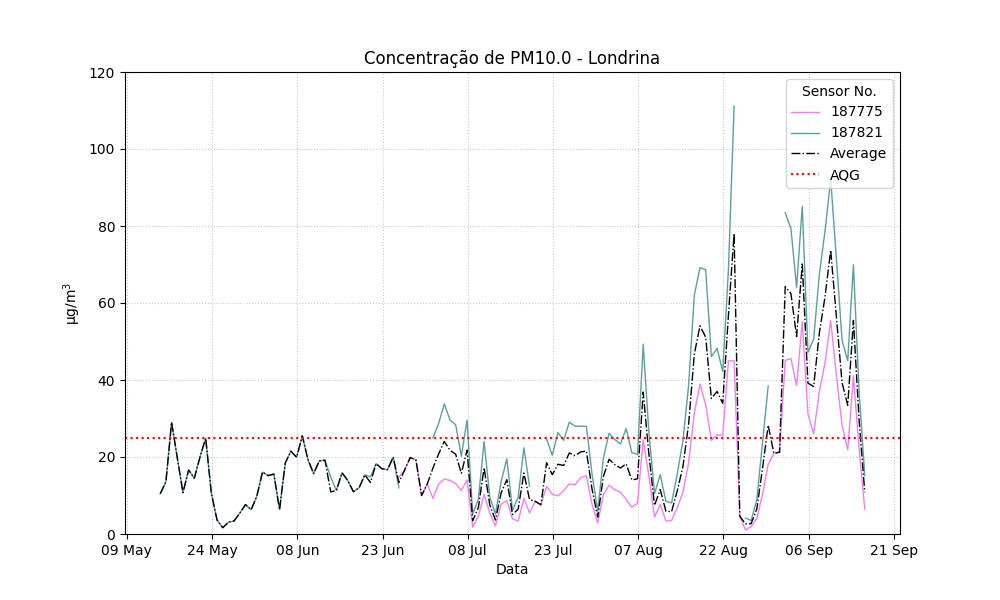 Concentração de PM10.0 - Londrina
120
100
80
60
40
20
0
µg/m³
Sensor No.
187775
187821
Average
AQG
09 May 24 May 08 Jun 23 Jun 08 Jul 23 Jul 07 Aug 22 Aug 06 Sep 21 Sep
Data